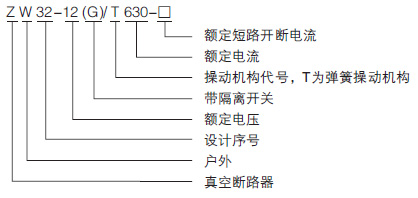 ZW32-12(G)/T630-□
额定短路开断电流
额定电流
操动机构代号，T为弹簧操动机构
带隔离开关
额定电压
设计序号
户外
真空断路器